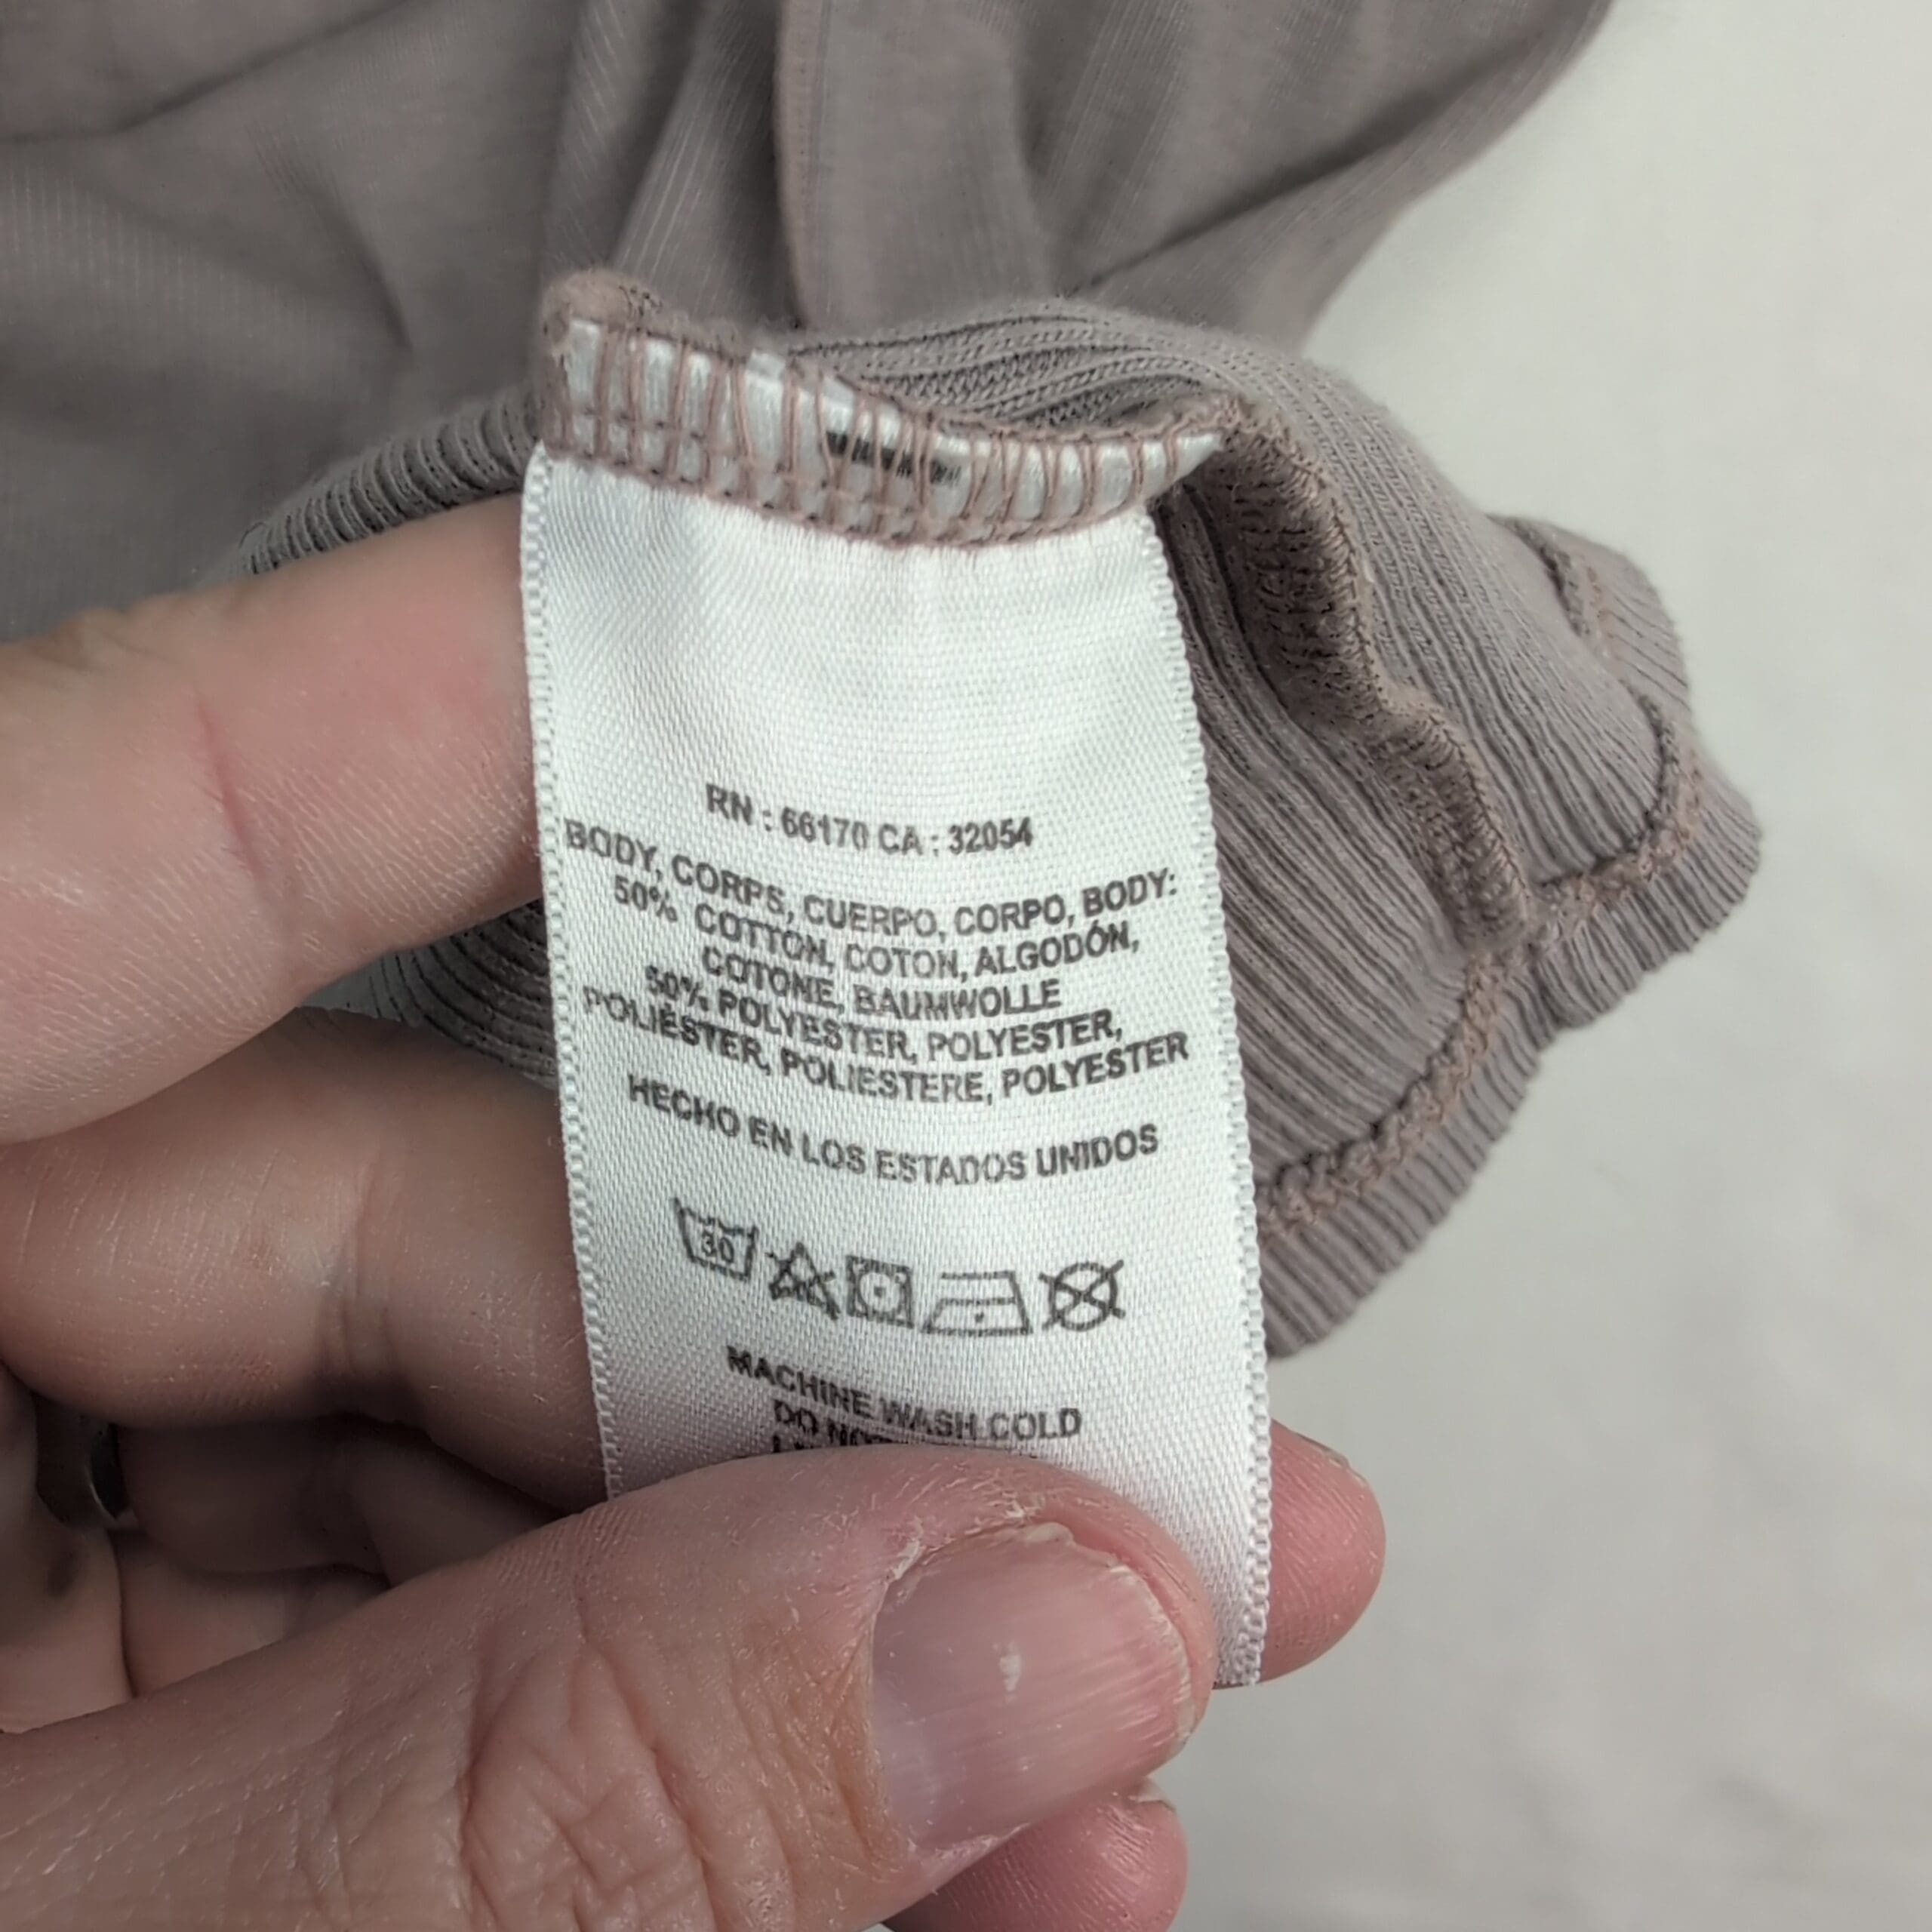 RN : 66170 CA : 32054
BODY, CORPS, CUERPO, CORPO, BODY:
50% COTTON, COTON, ALGODÓN,
COTONE, BAUMWOLLE
50% POLYESTER, POLYESTER,
POLIÉSTER, POLIESTERE, POLYESTER
HECHO EN LOS ESTADOS UNIDOS
30
MACHINE WASH COLD
DO